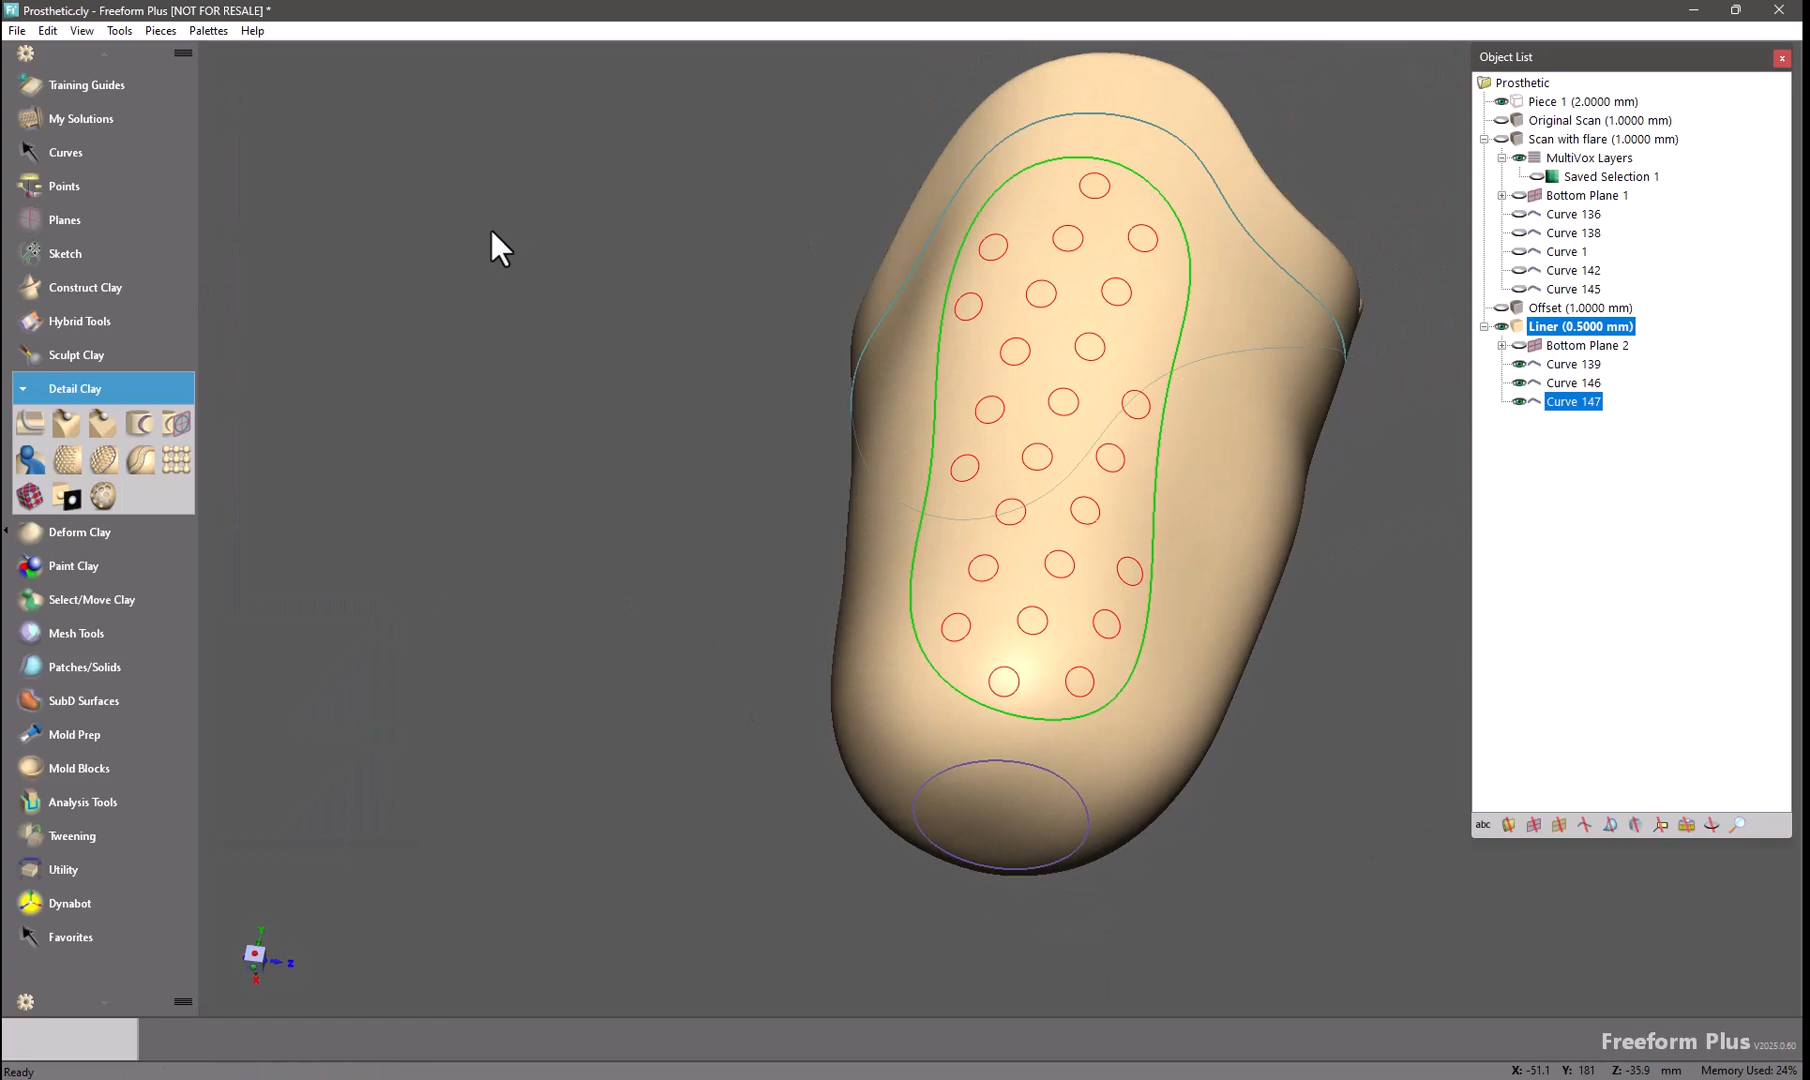 Prosthetic.cly - Freeform Plus [NOT FOR RESALE] *
File Edit View Tools Pieces Palettes Help
Training Guides
My Solutions
Curves
Points
Planes
Sketch
Construct Clay
Hybrid Tools
Sculpt Clay
Detail Clay
Deform Clay
Paint Clay
Select/Move Clay
Mesh Tools
Patches/Solids
SubD Surfaces
Mold Prep
Mold Blocks
Analysis Tools
Tweening
Utility
Dynabot
Favorites
Y
Z
X
Object List
Prosthetic
Piece 1 (2.0000 mm)
Original Scan (1.0000 mm)
Scan with flare (1.0000 mm)
MultiVox Layers
Saved Selection 1
Bottom Plane 1
Curve 136
Curve 138
Curve 1
Curve 142
Curve 145
Offset (1.0000 mm)
Liner (0.5000 mm)
Bottom Plane 2
Curve 139
Curve 146
Curve 147
abc
Freeform Plus V2025.0.60
Ready
X: -51.1 Y: 181 Z: -35.9 mm Memory Used: 24%